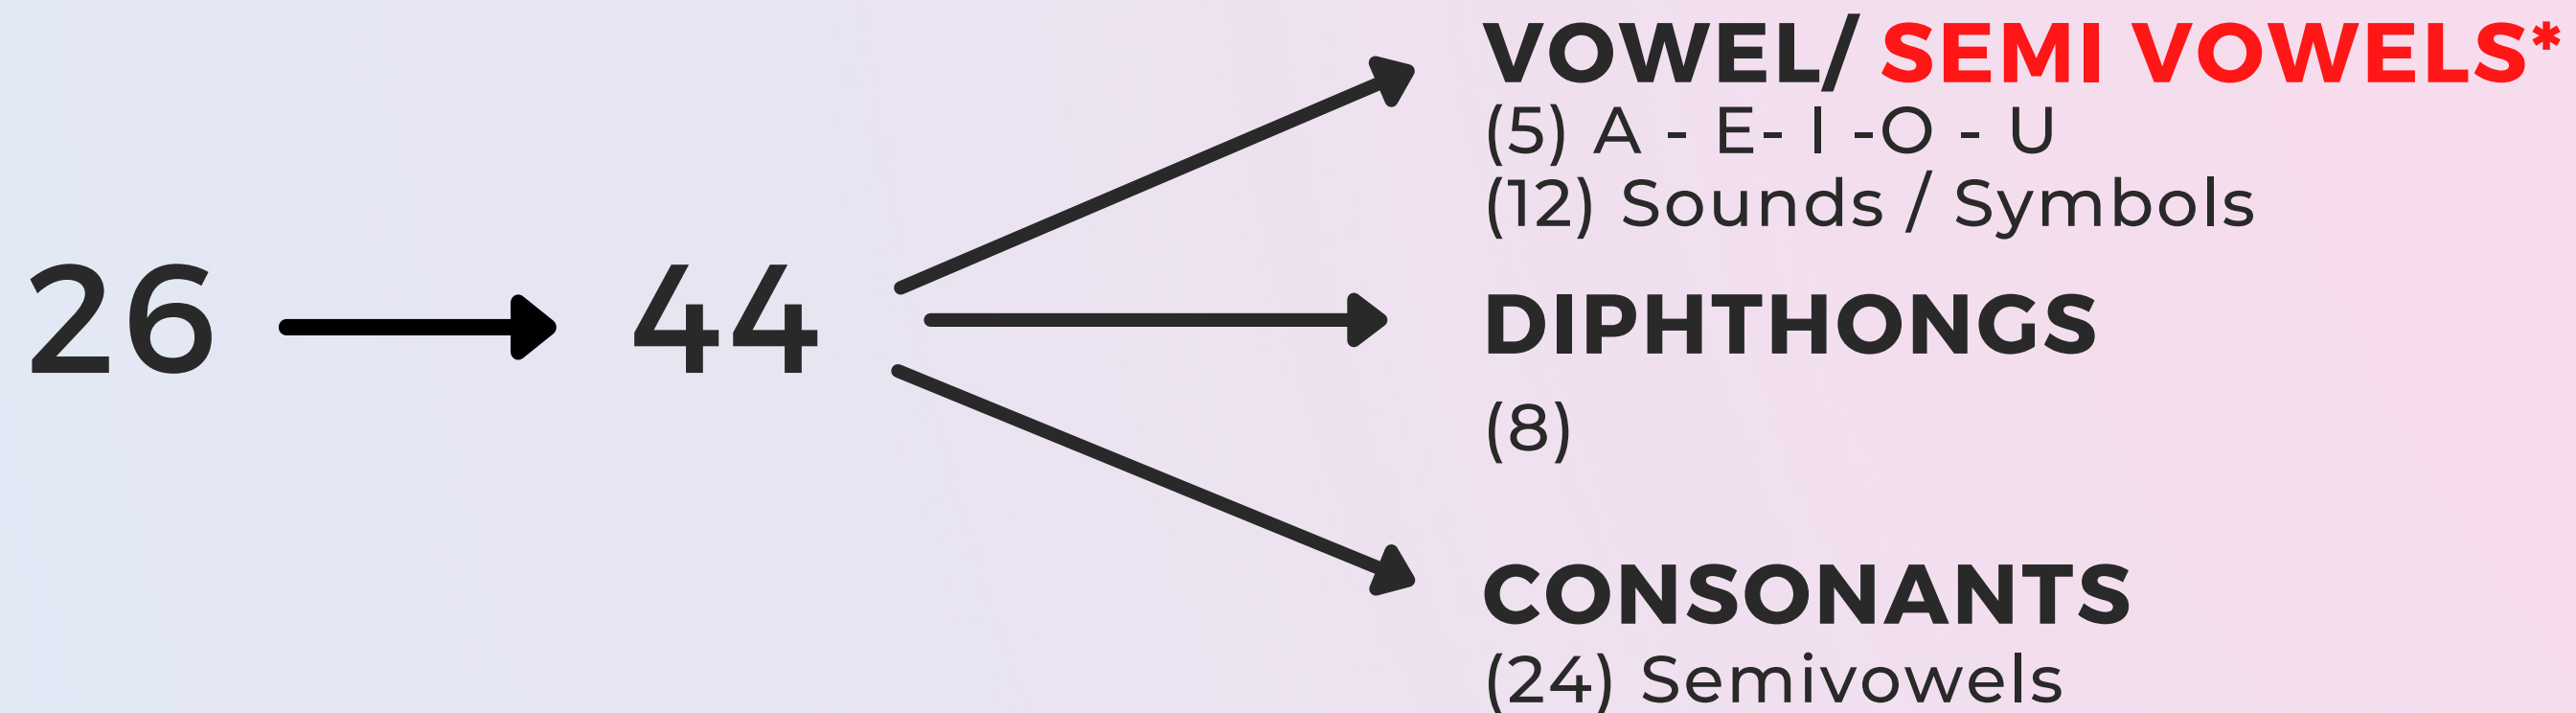 26
44
VOWEL/ SEMI VOWELS*
(5) A - E- I -O - U
(12) Sounds / Symbols
DIPHTHONGS
(8)
CONSONANTS
(24) Semivowels